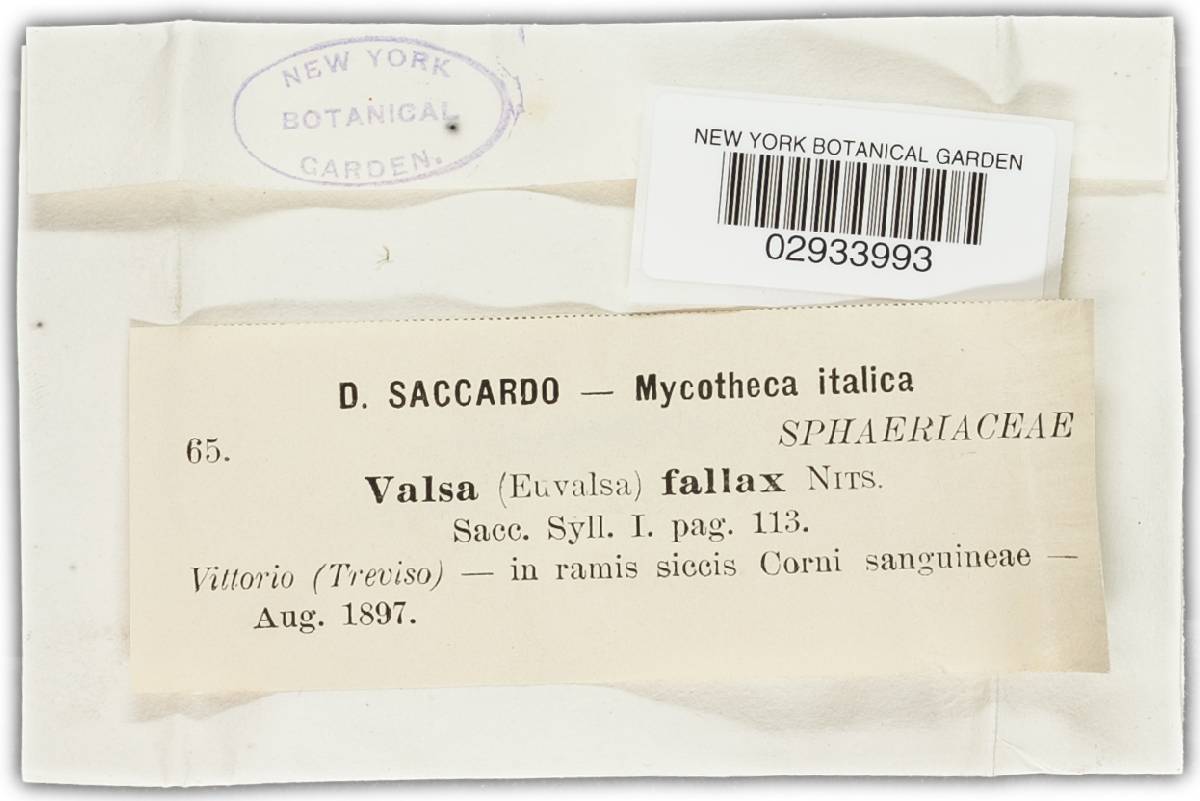 NEW YORK
BOTANICAL
GARDEN.
NEW YORK BOTANICAL GARDEN
02933993
D. SACCARDO — Mycotheca italica
65.
SPHAERIACEAE
Valsa (Euvalsa) fallax NITS.
Sacc. Syll. I. pag. 113.
Vittorio (Treviso) — in ramis siccis Corni sanguineae —
Aug. 1897.